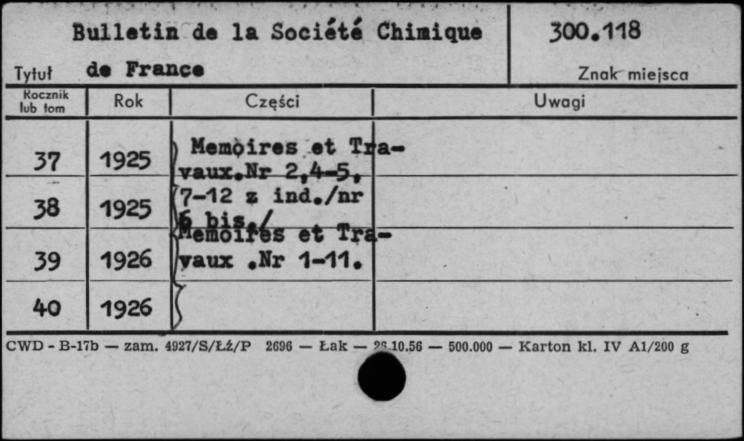 Bulletin de la Société Chimique 300.118
Tytuł de France Znak miejsca
Rocznik lub tom Rok Części Uwagi
37 1925 Memoires et Tra-
vaux.Nr 2,4-5,
38 1925 7-12 z ind./nr
6 bis./
Memoires et Tra-
39 1926 vaux .Nr 1-11.
40 1926
CWD - B-17b — zam. 4927/S/ŁŻ/P 2696 — Łak — 26.10.56 — 500.000 — Karton kl. IV A1/200 g